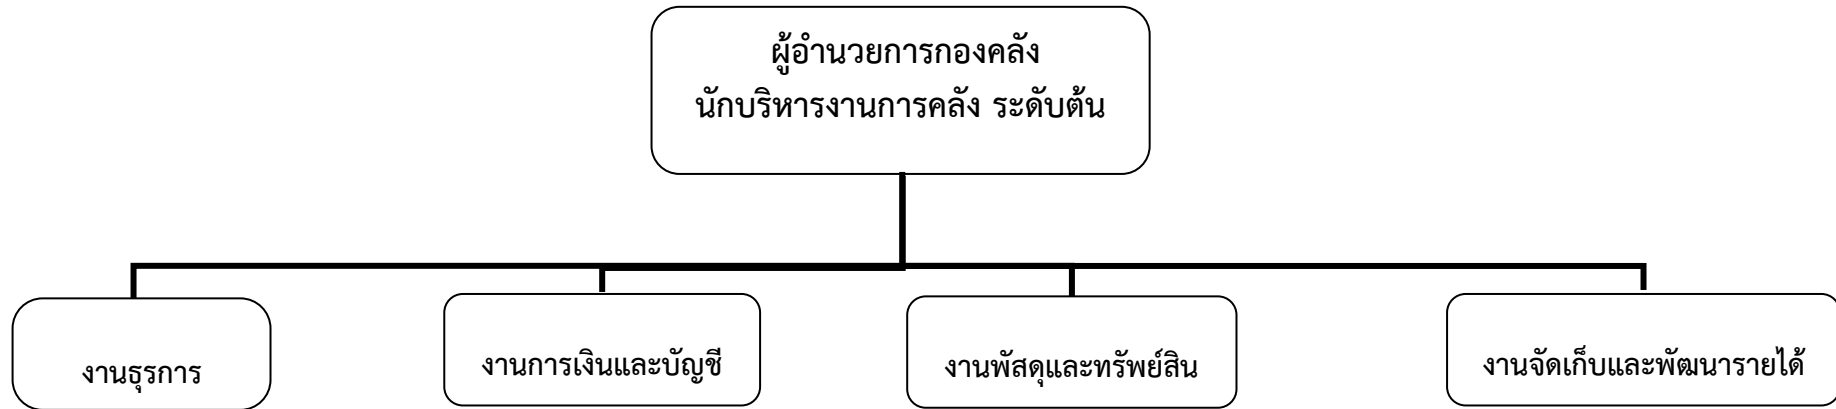 ผู้อำนวยการกองคลัง
นักบริหารงานการคลัง ระดับต้น
งานธุรการ
งานการเงินและบัญชี
งานพัสดุและทรัพย์สิน
งานจัดเก็บและพัฒนารายได้